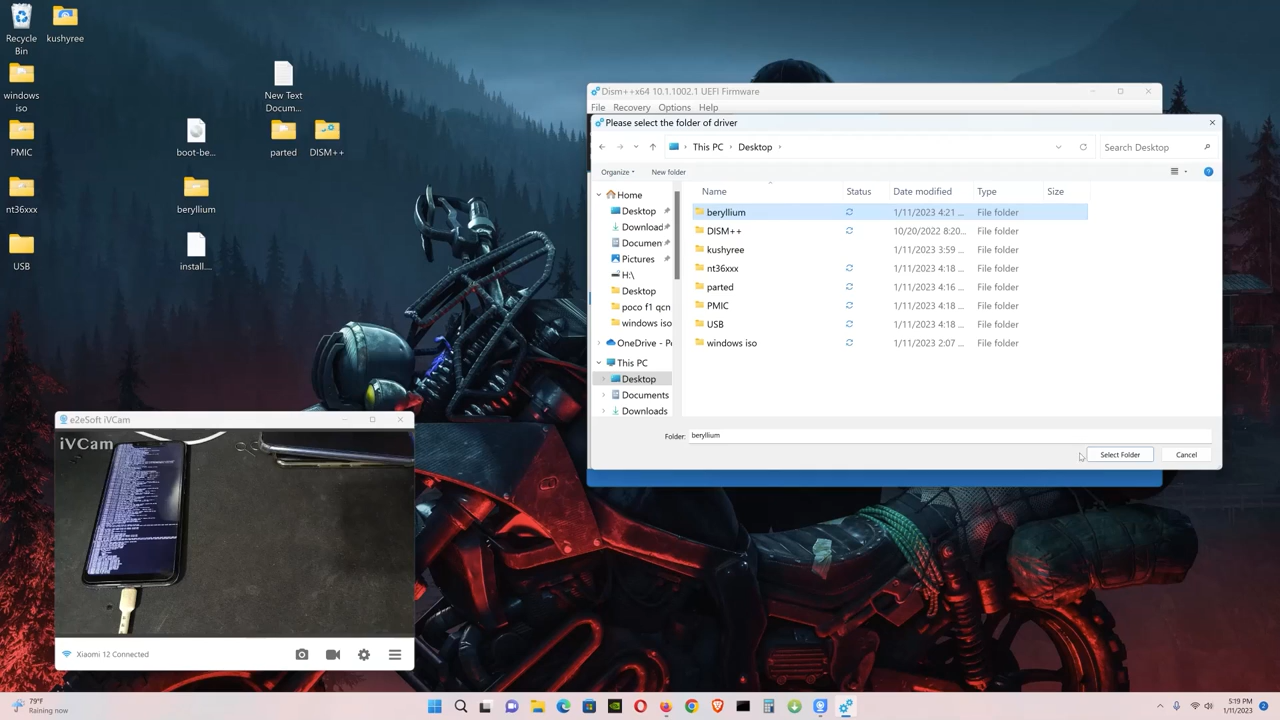 Recycle
Bin
kushyree
windows
iso
PMIC
nt36xxx
USB
New Text
Docum...
boot-be...
parted
DISM++
beryllium
install....
Dism++x64 10.1.1002.1 UEFI Firmware
File Recovery Options Help
Please select the folder of driver
This PC
Desktop
Search Desktop
Organize
New folder
Name
Status
Date modified
Type
Size
Home
Desktop
Download
Documen
Pictures
H:\
Desktop
poco f1 qcn
windows iso
OneDrive - Pe
This PC
Desktop
Documents
Downloads
beryllium 1/11/2023 4:21 ... File folder
DISM++ 10/20/2022 8:20... File folder
kushyree 1/11/2023 3:59 ... File folder
nt36xxx 1/11/2023 4:18 ... File folder
parted 1/11/2023 4:16 ... File folder
PMIC 1/11/2023 4:18 ... File folder
USB 1/11/2023 4:18 ... File folder
windows iso 1/11/2023 2:07 ... File folder
Folder: beryllium
Select Folder
Cancel
e2eSoft iVCam
iVCam
Xiaomi 12 Connected
79°F
Raining now
5:19 PM
1/11/2023
2